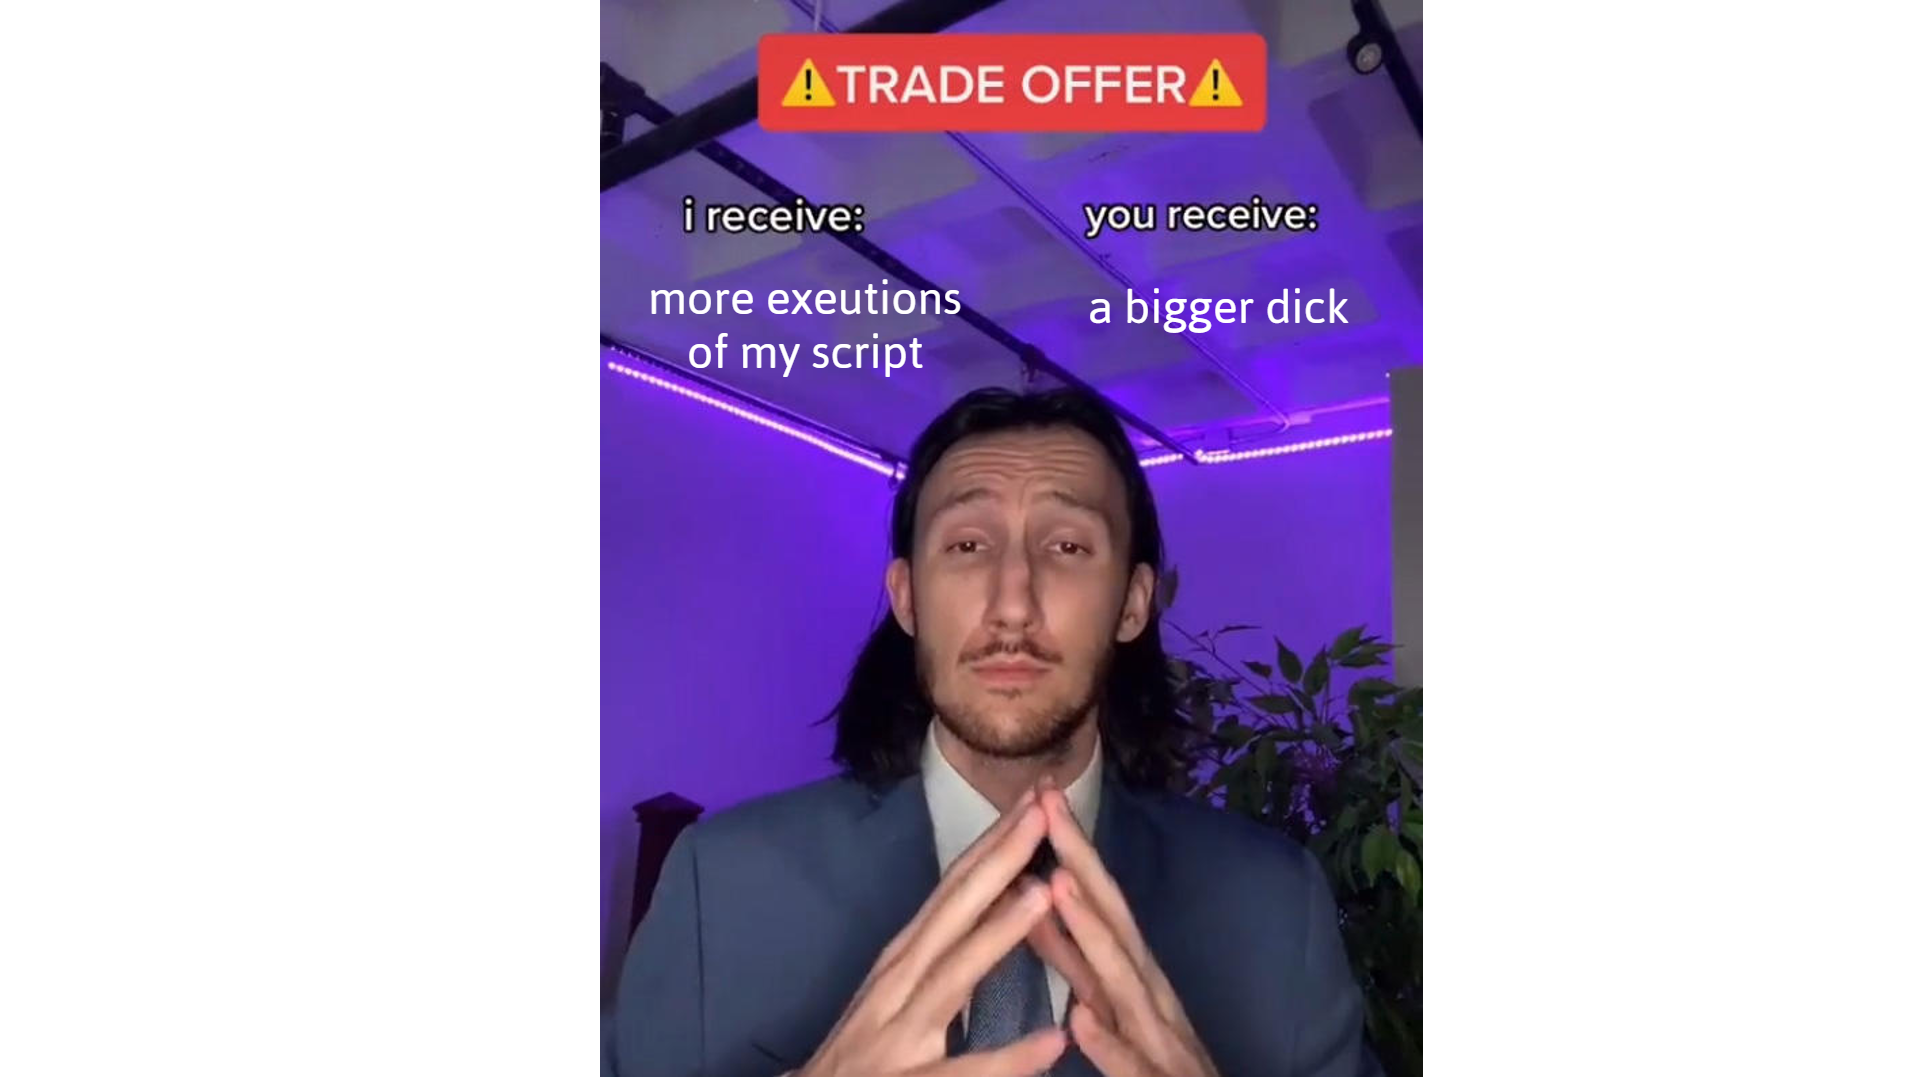 ⚠TRADE OFFER⚠
i receive:
you receive:
more exeutions
of my script
a bigger dick